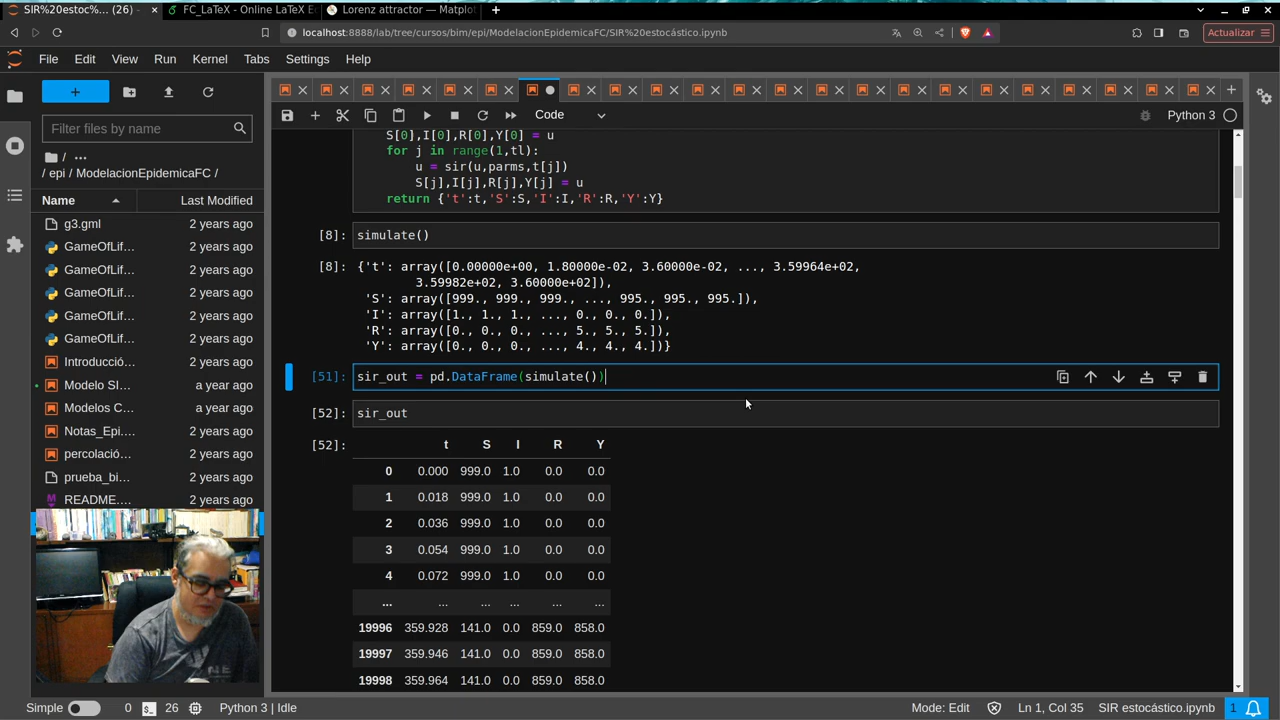 SIR%20estoc%... (26)
FC_LaTeX - Online LaTeX E
Lorenz attractor — Matplo
localhost:8888/lab/tree/cursos/bim/epi/ModelacionEpidemicaFC/SIR%20estocástico.ipynb
Actualizar
File Edit View Run Kernel Tabs Settings Help
Filter files by name
/ ...
/ epi / ModelacionEpidemicaFC /
Name Last Modified
g3.gml 2 years ago
GameOfLif... 2 years ago
GameOfLif... 2 years ago
GameOfLif... 2 years ago
GameOfLif... 2 years ago
GameOfLif... 2 years ago
Introducció... 2 years ago
Modelo SI... a year ago
Modelos C... a year ago
Notas_Epi.... 2 years ago
percolació... 2 years ago
prueba_bi... 2 years ago
README.... 2 years ago
Code
Python 3
S[0],I[0],R[0],Y[0] = u
for j in range(1,tl):
u = sir(u,parms,t[j])
S[j],I[j],R[j],Y[j] = u
return {'t':t,'S':S,'I':I,'R':R,'Y':Y}
[8]: simulate()
[8]: {'t': array([0.00000e+00, 1.80000e-02, 3.60000e-02, ..., 3.59964e+02,
3.59982e+02, 3.60000e+02]),
'S': array([999., 999., 999., ..., 995., 995., 995.]),
'I': array([1., 1., 1., ..., 0., 0., 0.]),
'R': array([0., 0., 0., ..., 5., 5., 5.]),
'Y': array([0., 0., 0., ..., 4., 4., 4.])}
[51]: sir_out = pd.DataFrame(simulate())
[52]: sir_out
[52]: t S I R Y
0 0.000 999.0 1.0 0.0 0.0
1 0.018 999.0 1.0 0.0 0.0
2 0.036 999.0 1.0 0.0 0.0
3 0.054 999.0 1.0 0.0 0.0
4 0.072 999.0 1.0 0.0 0.0
... ... ... ... ... ...
19996 359.928 141.0 0.0 859.0 858.0
19997 359.946 141.0 0.0 859.0 858.0
19998 359.964 141.0 0.0 859.0 858.0
Simple 0 $_ 26 Python 3 | Idle Mode: Edit Ln 1, Col 35 SIR estocástico.ipynb 1